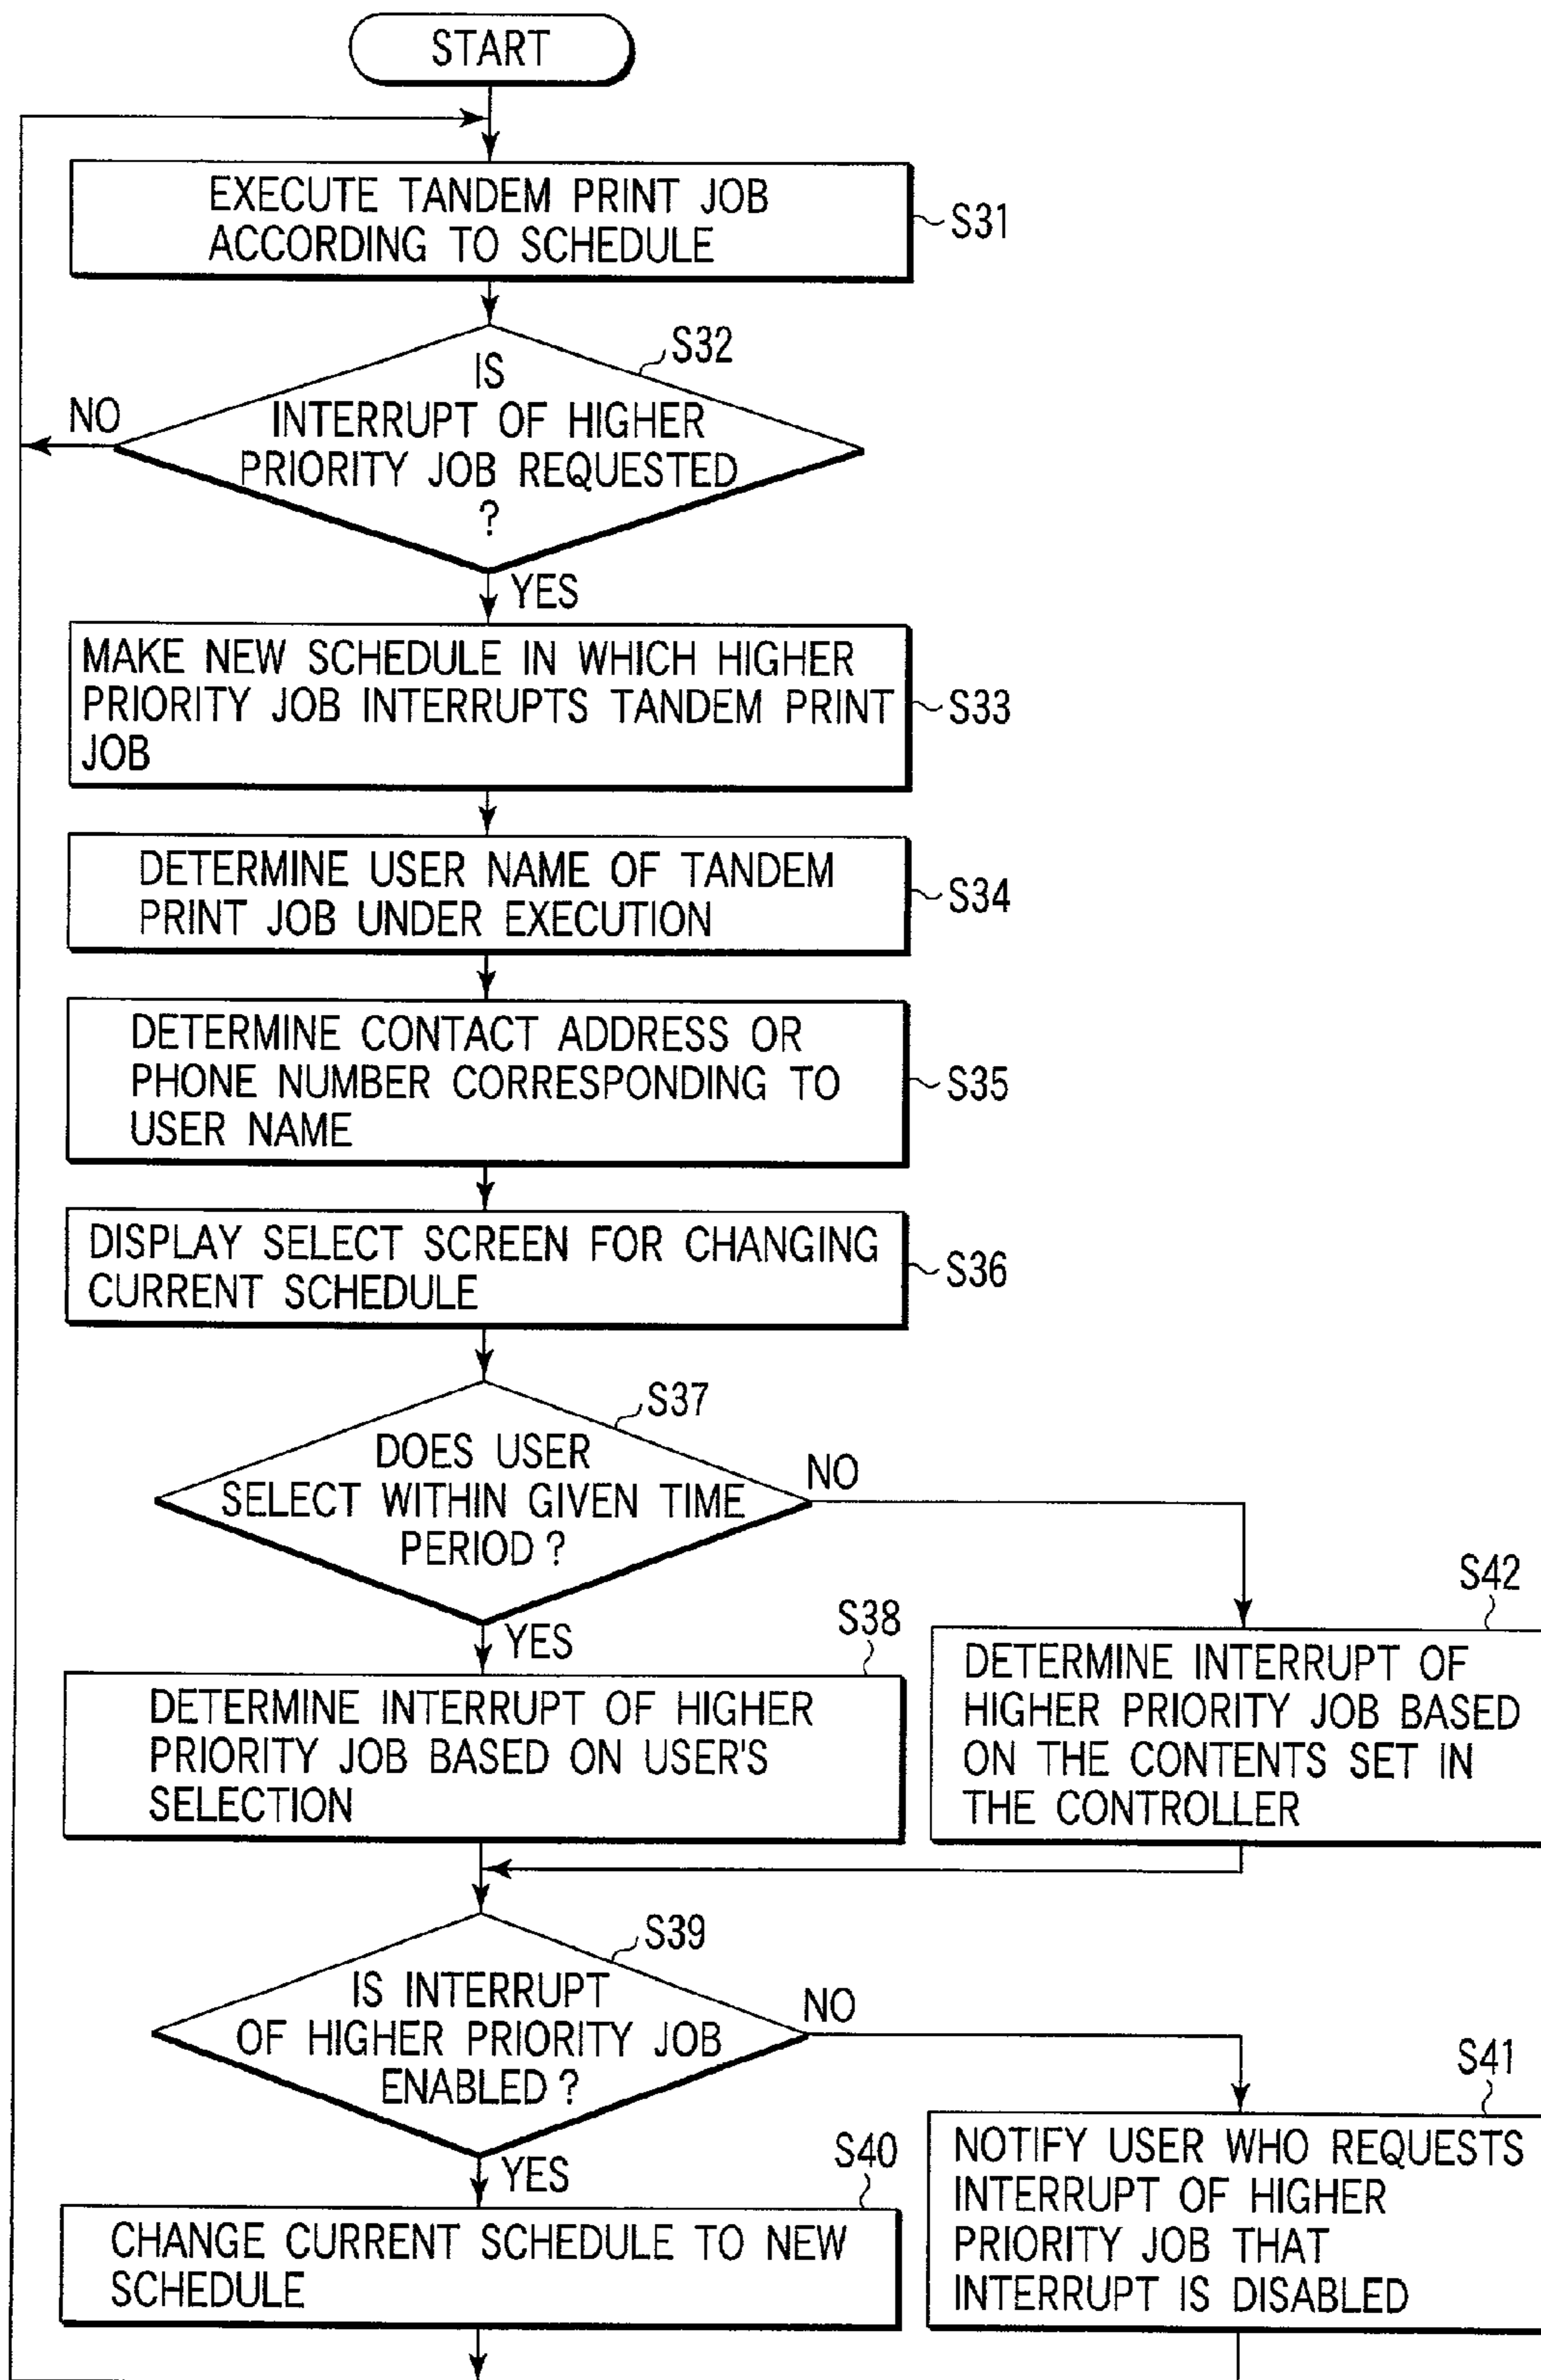 START
EXECUTE TANDEM PRINT JOB
ACCORDING TO SCHEDULE
S31
S32
IS
INTERRUPT OF HIGHER
PRIORITY JOB REQUESTED
?
NO
YES
MAKE NEW SCHEDULE IN WHICH HIGHER
PRIORITY JOB INTERRUPTS TANDEM PRINT
JOB
S33
DETERMINE USER NAME OF TANDEM
PRINT JOB UNDER EXECUTION
S34
DETERMINE CONTACT ADDRESS OR
PHONE NUMBER CORRESPONDING TO
USER NAME
S35
DISPLAY SELECT SCREEN FOR CHANGING
CURRENT SCHEDULE
S36
S37
DOES USER
SELECT WITHIN GIVEN TIME
PERIOD ?
NO
YES
S38
DETERMINE INTERRUPT OF HIGHER
PRIORITY JOB BASED ON USER'S
SELECTION
S42
DETERMINE INTERRUPT OF
HIGHER PRIORITY JOB BASED
ON THE CONTENTS SET IN
THE CONTROLLER
S39
IS INTERRUPT
OF HIGHER PRIORITY JOB
ENABLED ?
NO
YES
S40
CHANGE CURRENT SCHEDULE TO NEW
SCHEDULE
S41
NOTIFY USER WHO REQUESTS
INTERRUPT OF HIGHER
PRIORITY JOB THAT
INTERRUPT IS DISABLED